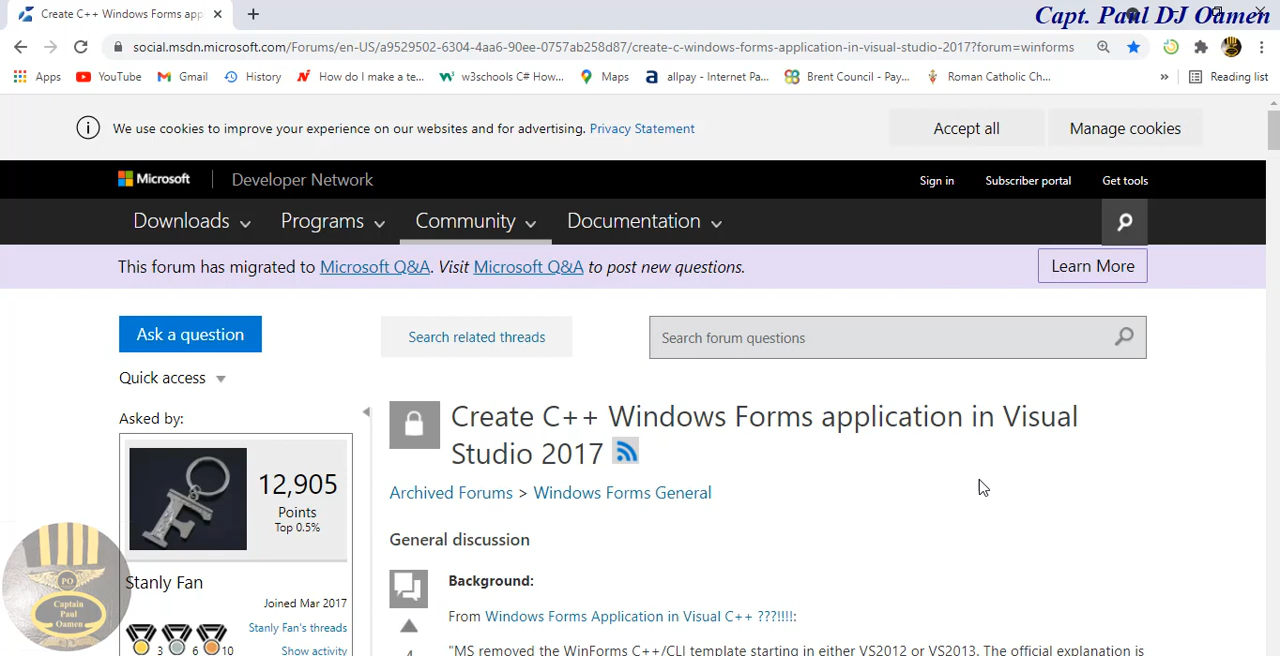 Create C++ Windows Forms app
Capt. Paul DJ Oamen
social.msdn.microsoft.com/Forums/en-US/a9529502-6304-4aa6-90ee-0757ab258d87/create-c-windows-forms-application-in-visual-studio-2017?forum=winforms
Apps YouTube Gmail History How do I make a te... w3schools C# How... Maps allpay - Internet Pa... Brent Council - Pay... Roman Catholic Ch... » Reading list
We use cookies to improve your experience on our websites and for advertising. Privacy Statement
Accept all
Manage cookies
Microsoft
Developer Network
Sign in
Subscriber portal
Get tools
Downloads
Programs
Community
Documentation
This forum has migrated to Microsoft Q&A. Visit Microsoft Q&A to post new questions.
Learn More
Ask a question
Search related threads
Search forum questions
Quick access
Asked by:
12,905
Points
Top 0.5%
Stanly Fan
Joined Mar 2017
Stanly Fan's threads
3 6 10
Show activity
Create C++ Windows Forms application in Visual
Studio 2017
Archived Forums > Windows Forms General
General discussion
Background:
From Windows Forms Application in Visual C++ ???!!!!:
4
"MS removed the WinForms C++/CLI template starting in either VS2012 or VS2013. The official explanation is
PO
Captain
Paul
Oamen